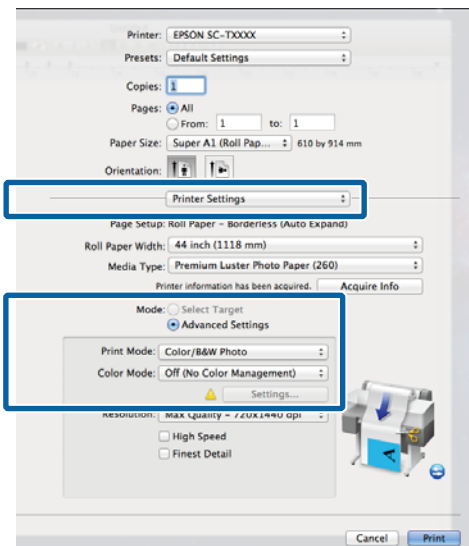 Printer: EPSON SC-TXXXX
Presets: Default Settings
Copies: 1
Pages: All
From: 1 to: 1
Paper Size: Super A1 (Roll Pap... 610 by 914 mm
Orientation:
Printer Settings
Page Setup: Roll Paper - Borderless (Auto Expand)
Roll Paper Width: 44 inch (1118 mm)
Media Type: Premium Luster Photo Paper (260)
Printer information has been acquired. Acquire Info
Mode: Select Target
Advanced Settings
Print Mode: Color/B&W Photo
Color Mode: Off (No Color Management)
Settings...
Resolution: Max Quality - 720x1440 dpi
High Speed
Finest Detail
A
Cancel Print